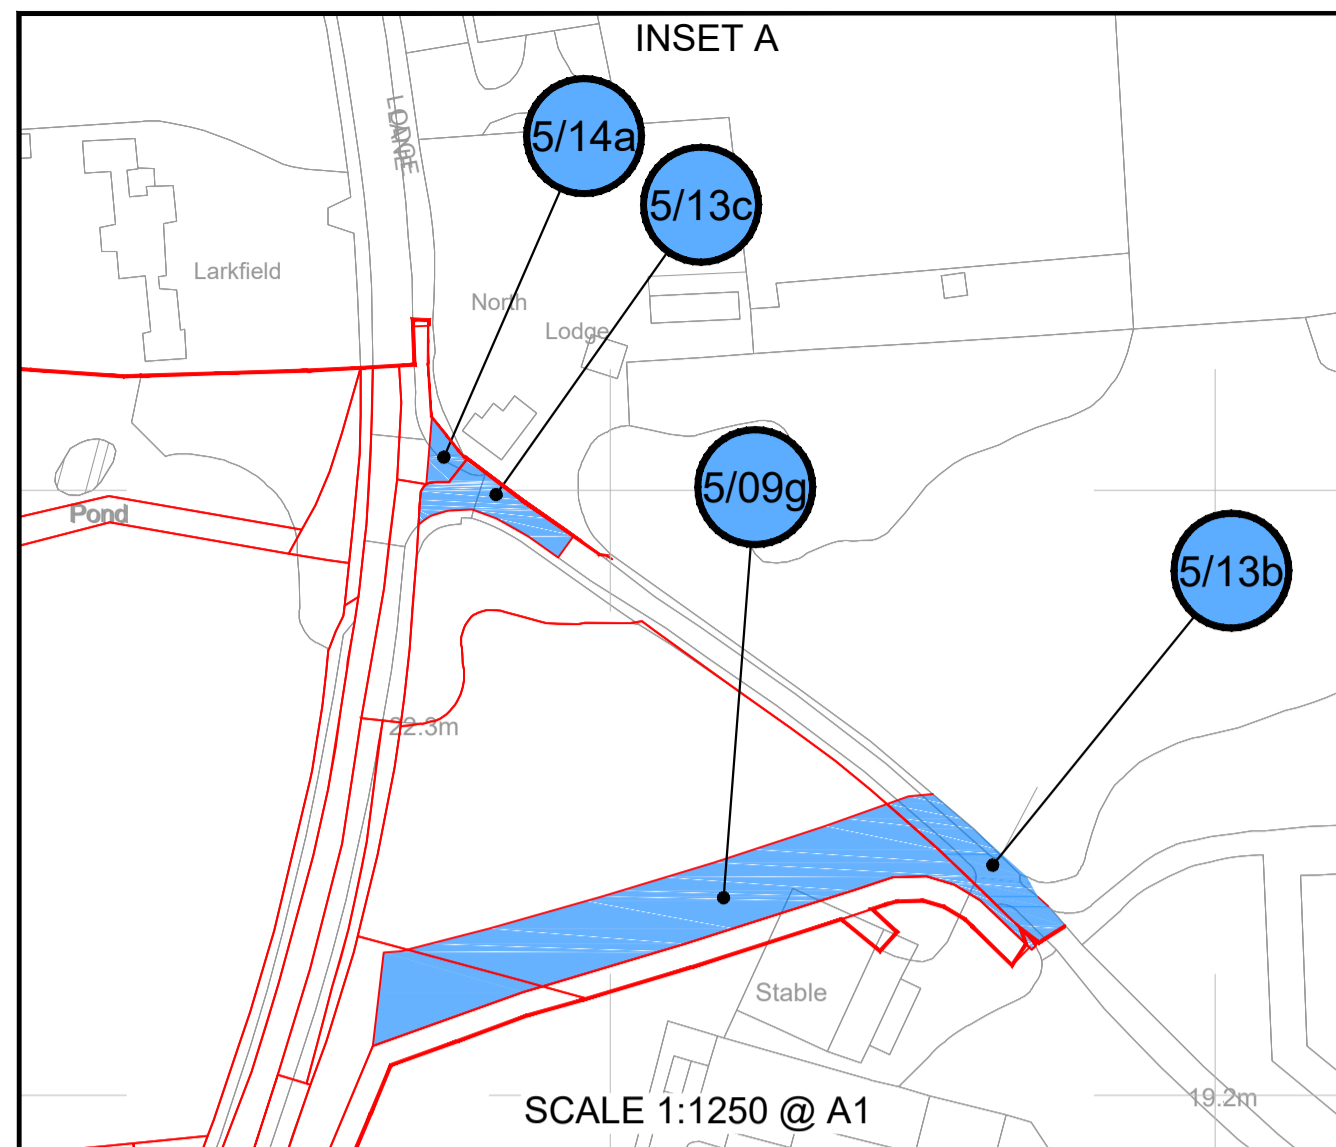 INSET A
LODGE
LANE
5/14a
5/13c
Larkfield
North
Lodge
5/09g
Pond
5/13b
22.3m
Stable
SCALE 1:1250 @ A1
19.2m